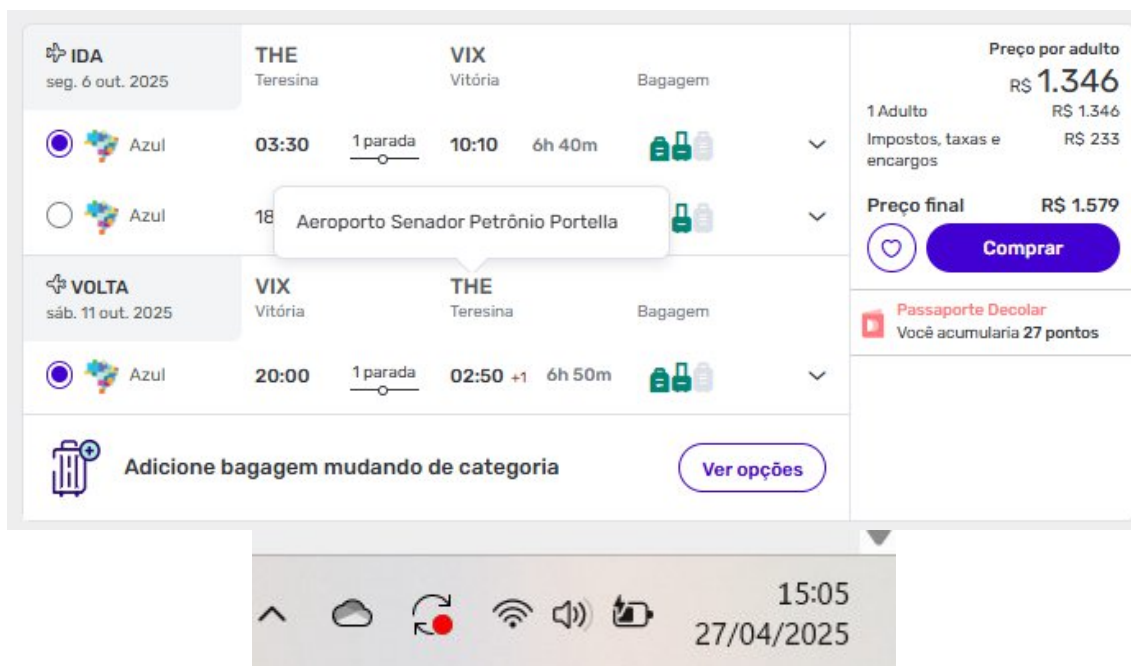 IDA
seg. 6 out. 2025
THE
Teresina
VIX
Vitória
Bagagem
Azul 03:30 1 parada 10:10 6h 40m
Azul 18
Aeroporto Senador Petrônio Portella
VOLTA
sáb. 11 out. 2025
VIX
Vitória
THE
Teresina
Bagagem
Azul 20:00 1 parada 02:50 +1 6h 50m
Adicione bagagem mudando de categoria
Ver opções
Preço por adulto
R$ 1.346
1 Adulto R$ 1.346
Impostos, taxas e R$ 233
encargos
Preço final R$ 1.579
Comprar
Passaporte Decolar
Você acumularia 27 pontos
15:05
27/04/2025